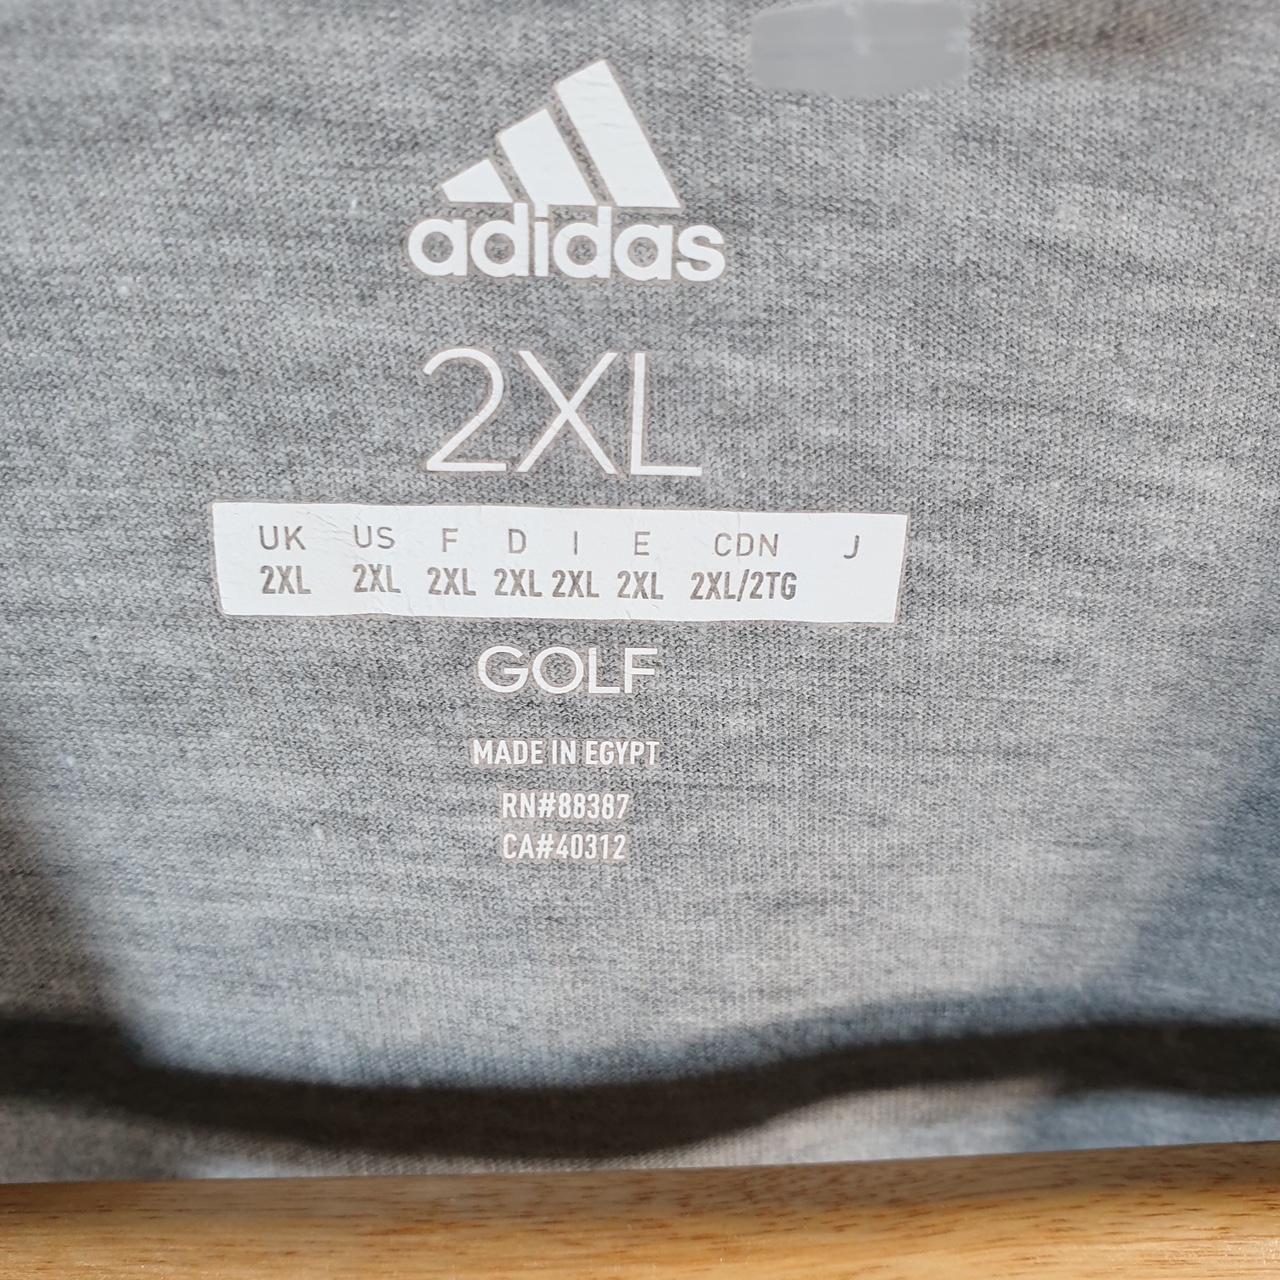 adidas
2XL
UK US F D I E CDN J
2XL 2XL 2XL 2XL 2XL 2XL 2XL/2TG
GOLF
MADE IN EGYPT
RN#88387
CA#40312